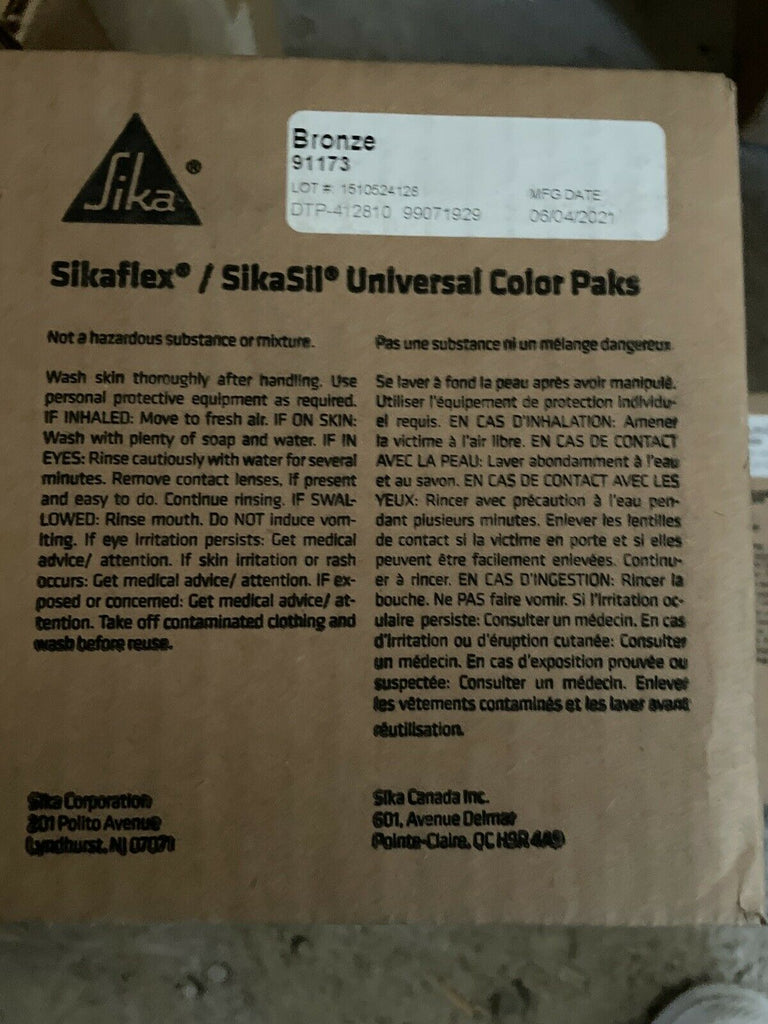 Sika®
Bronze
91173
LOT #: 1510524128
MFG DATE
DTP-412810 99071929
06/04/2021
Sikaflex® / SikaSil® Universal Color Paks
Not a hazardous substance or mixture.
Wash skin thoroughly after handling. Use
personal protective equipment as required.
IF INHALED: Move to fresh air. IF ON SKIN:
Wash with plenty of soap and water. IF IN
EYES: Rinse cautiously with water for several
minutes. Remove contact lenses, if present
and easy to do. Continue rinsing. IF SWAL-
LOWED: Rinse mouth. Do NOT induce vom-
iting. If eye irritation persists: Get medical
advice/ attention. If skin irritation or rash
occurs: Get medical advice/ attention. IF ex-
posed or concerned: Get medical advice/ at-
tention. Take off contaminated clothing and
wash before reuse.
Pas une substance ni un mélange dangereux.
Se laver à fond la peau après avoir manipulé.
Utiliser l'équipement de protection individu-
el requis. EN CAS D'INHALATION: Amener
la victime à l'air libre. EN CAS DE CONTACT
AVEC LA PEAU: Laver abondamment à l'eau
et au savon. EN CAS DE CONTACT AVEC LES
YEUX: Rincer avec précaution à l'eau pen-
dant plusieurs minutes. Enlever les lentilles
de contact si la victime en porte et si elles
peuvent être facilement enlevées. Continu-
er à rincer. EN CAS D'INGESTION: Rincer la
bouche. Ne PAS faire vomir. Si l'irritation oc-
ulaire persiste: Consulter un médecin. En cas
d'irritation ou d'éruption cutanée: Consulter
un médecin. En cas d'exposition prouvée ou
suspectée: Consulter un médecin. Enlever
les vêtements contaminés et les laver avant
réutilisation.
Sika Corporation
201 Polito Avenue
Lyndhurst, NJ 07071
Sika Canada Inc.
601, Avenue Delmar
Pointe-Claire, QC H9R 4A9